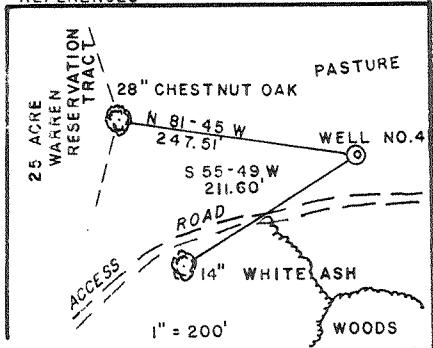 REFERENCES
PASTURE
28" CHESTNUT OAK
25 ACRE
WARREN
RESERVATION
TRACT
N 81-45 W
247.51'
WELL NO.4
S 55-49 W
211.60'
ACCESS ROAD
14" WHITE ASH
1" = 200'
WOODS